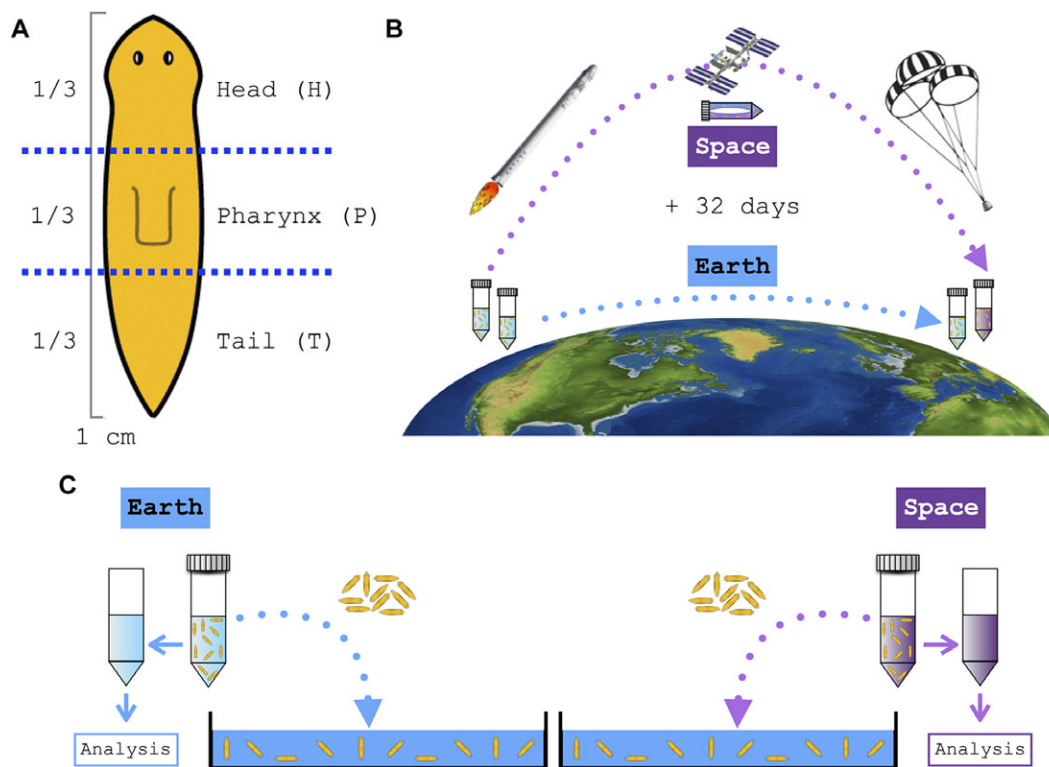 A
1/3
Head (H)
1/3
Pharynx (P)
1/3
Tail (T)
1 cm
B
Space
+ 32 days
Earth
C
Earth
Space
Analysis
Analysis